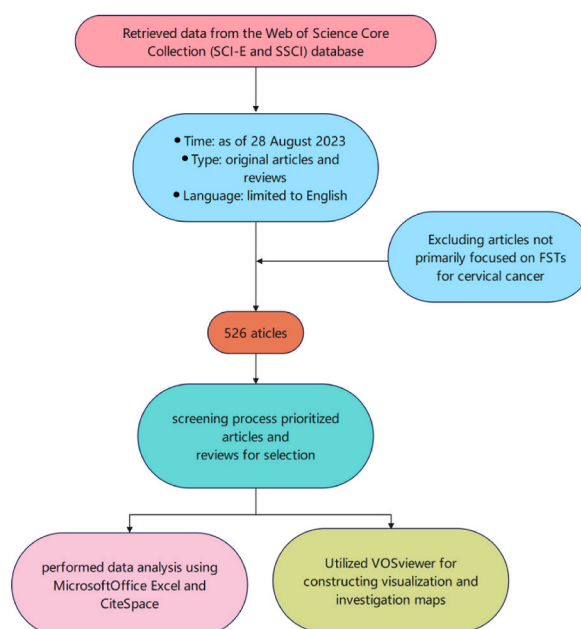 Retrieved data from the Web of Science Core
Collection (SCI-E and SSCI) database
● Time: as of 28 August 2023
● Type: original articles and
reviews
● Language: limited to English
Excluding articles not
primarily focused on FSTs
for cervical cancer
526 aticles
screening process prioritized
articles and
reviews for selection
performed data analysis using
MicrosoftOffice Excel and
CiteSpace
Utilized VOSviewer for
constructing visualization and
investigation maps